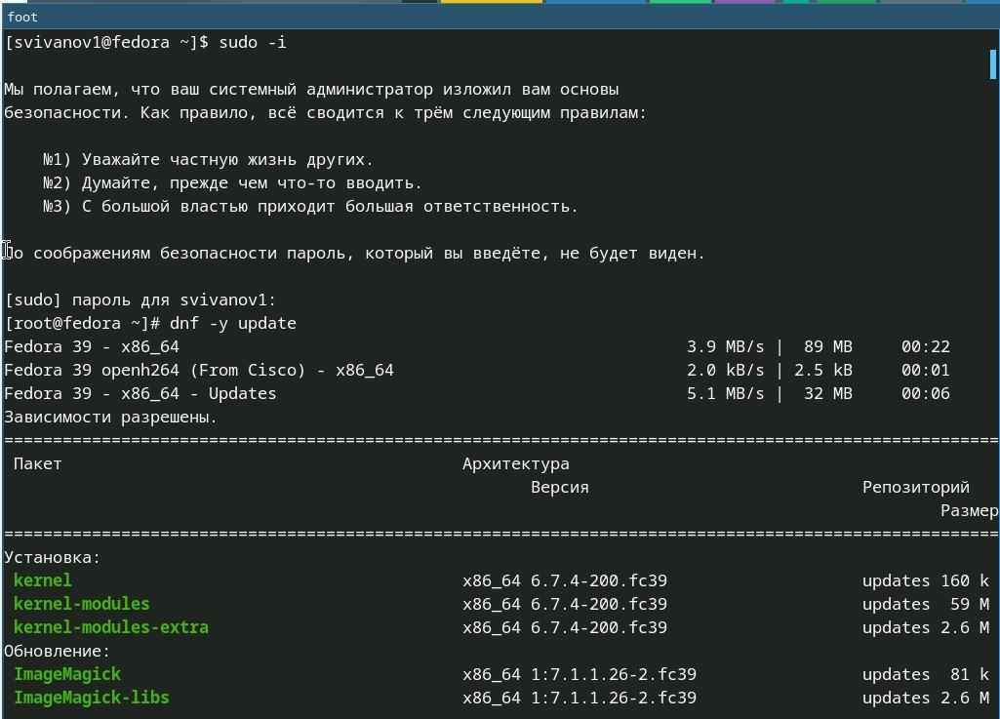 foot
[svivanov1@fedora ~]$ sudo -i
Мы полагаем, что ваш системный администратор изложил вам основы
безопасности. Как правило, всё сводится к трём следующим правилам:
№1) Уважайте частную жизнь других.
№2) Думайте, прежде чем что-то вводить.
№3) С большой властью приходит большая ответственность.
По соображениям безопасности пароль, который вы введёте, не будет виден.
[sudo] пароль для svivanov1:
[root@fedora ~]# dnf -y update
Fedora 39 - x86_64 3.9 MB/s | 89 MB 00:22
Fedora 39 openh264 (From Cisco) - x86_64 2.0 kB/s | 2.5 kB 00:01
Fedora 39 - x86_64 - Updates 5.1 MB/s | 32 MB 00:06
Зависимости разрешены.
======================================================================================================
Пакет Архитектура
Версия Репозиторий
Размер
======================================================================================================
Установка:
kernel x86_64 6.7.4-200.fc39 updates 160 k
kernel-modules x86_64 6.7.4-200.fc39 updates 59 M
kernel-modules-extra x86_64 6.7.4-200.fc39 updates 2.6 M
Обновление:
ImageMagick x86_64 1:7.1.1.26-2.fc39 updates 81 k
ImageMagick-libs x86_64 1:7.1.1.26-2.fc39 updates 2.6 M